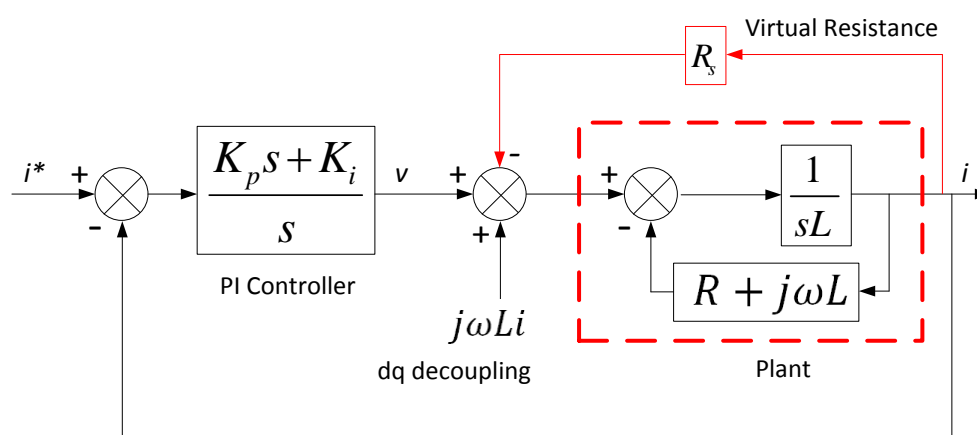 Virtual Resistance
R_s
-
i*
+
-
K_p s + K_i
s
v
+
+
+
-
1
sL
i
PI Controller
R + jωL
jωLi
dq decoupling
Plant